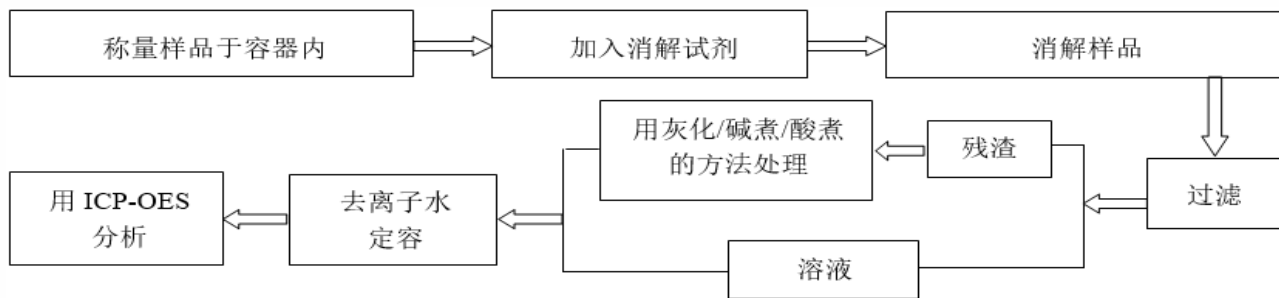 称量样品于容器内
加入消解试剂
消解样品
过滤
残渣
用灰化/碱煮/酸煮
的方法处理
溶液
去离子水
定容
用 ICP-OES
分析